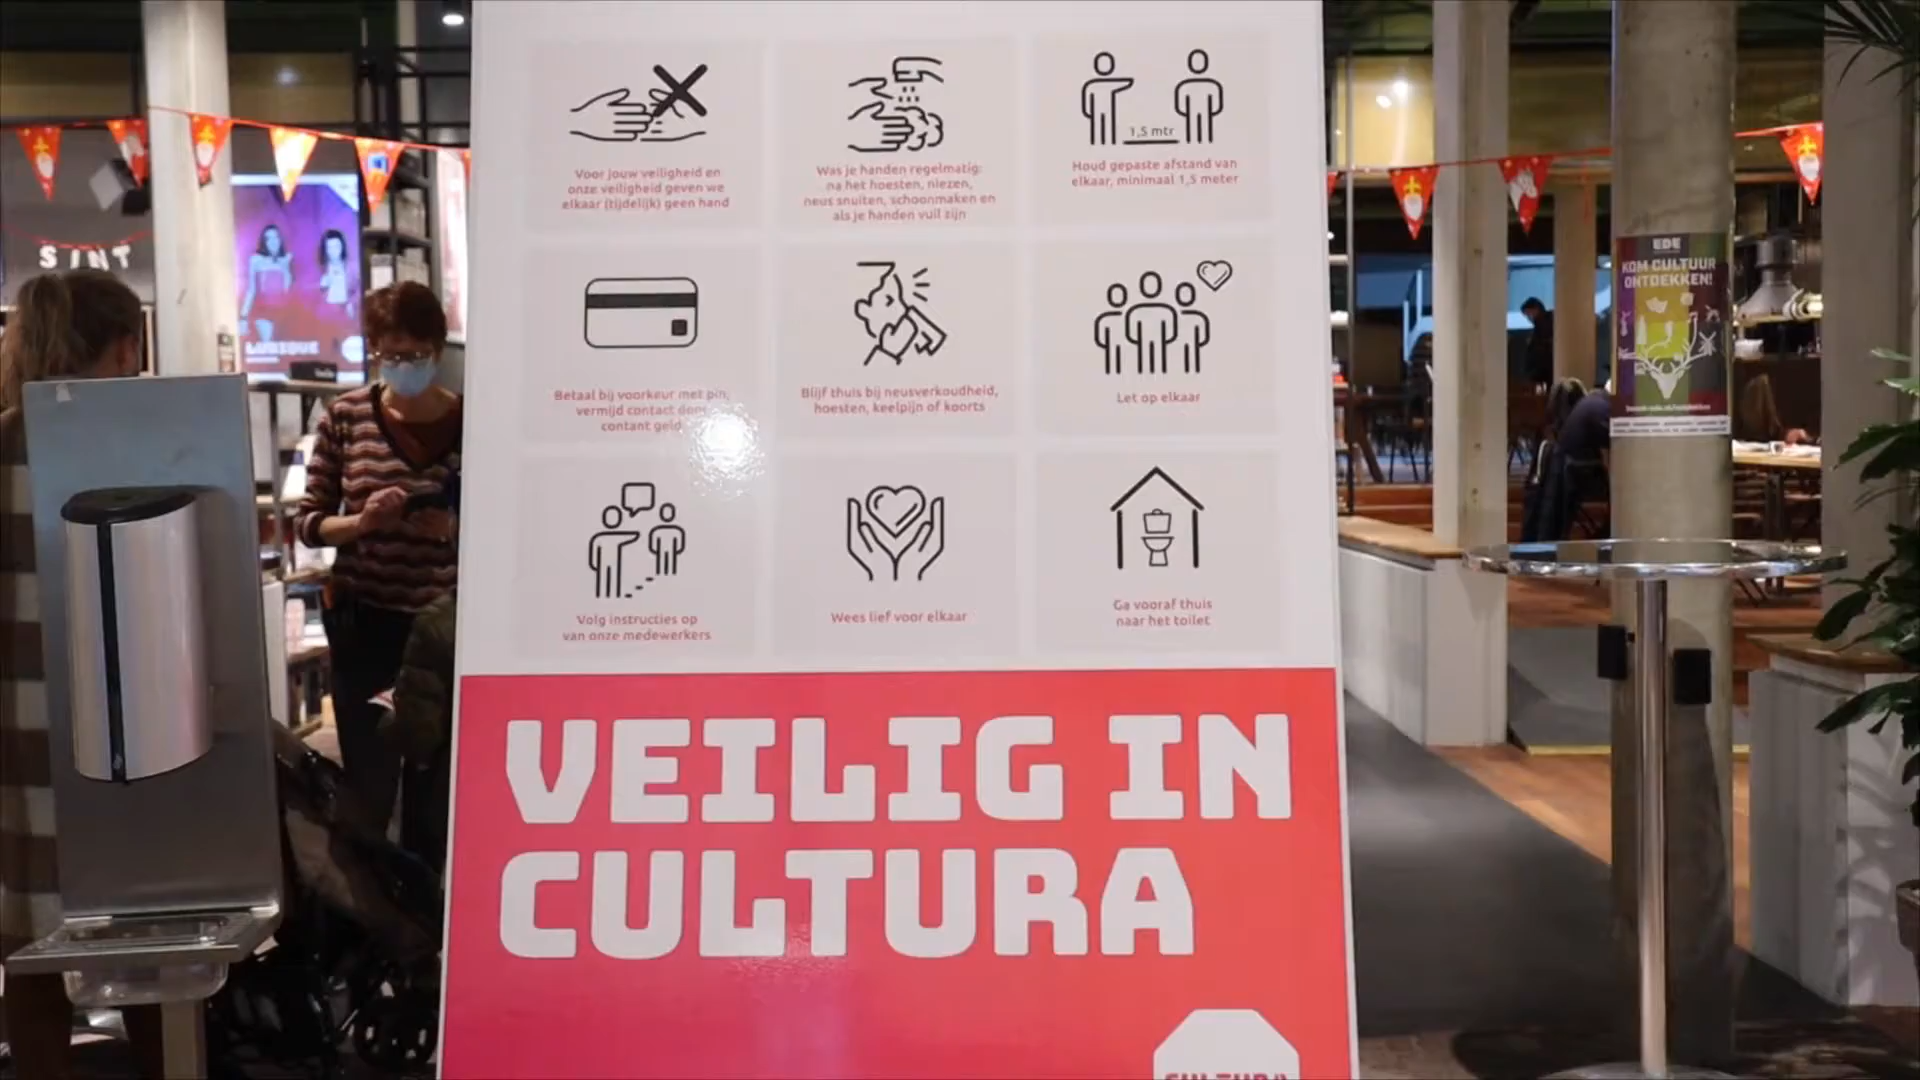 Voor jouw veiligheid en
onze veiligheid geven we
elkaar (tijdelijk) geen hand
Was je handen regelmatig:
na het hoesten, niezen,
neus snuiten, schoonmaken en
als je handen vuil zijn
1,5 mtr
Houd gepaste afstand van
elkaar, minimaal 1,5 meter
Betaal bij voorkeur met pin,
vermijd contact door
contant geld
Blijf thuis bij neusverkoudheid,
hoesten, keelpijn of koorts
Let op elkaar
Volg instructies op
van onze medewerkers
Wees lief voor elkaar
Ga vooraf thuis
naar het toilet
VEILIG IN
CULTURA
CULTURA
SINT
EDE
KOM CULTUUR
ONTDEKKEN!